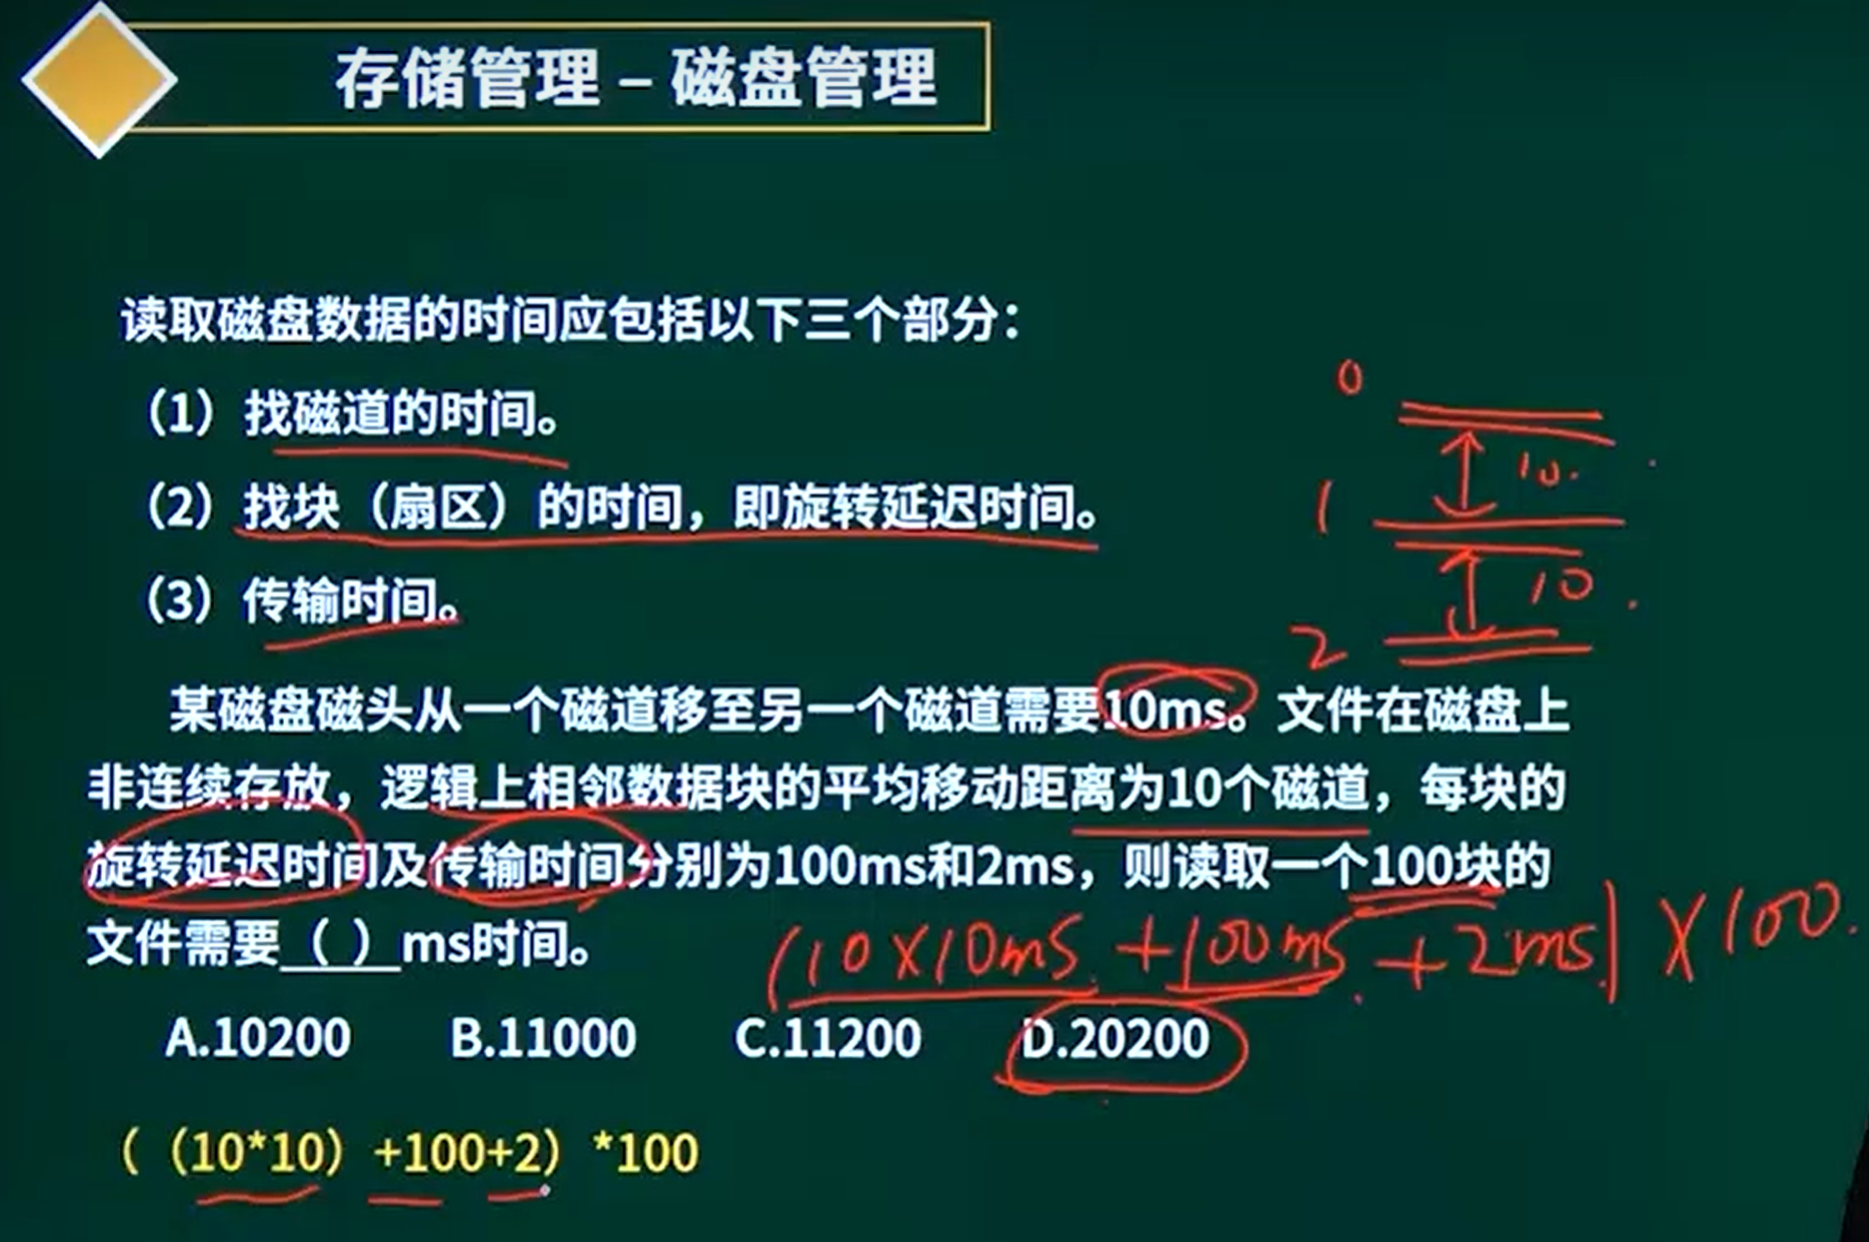 存储管理 – 磁盘管理
读取磁盘数据的时间应包括以下三个部分：
（1）找磁道的时间。
（2）找块（扇区）的时间，即旋转延迟时间。
（3）传输时间。
0
10.
1
10
2
某磁盘磁头从一个磁道移至另一个磁道需要10ms。文件在磁盘上
非连续存放，逻辑上相邻数据块的平均移动距离为10个磁道，每块的
旋转延迟时间及传输时间分别为100ms和2ms，则读取一个100块的
文件需要（ ）ms时间。
(10×10ms+100ms+2ms)×100.
A.10200 B.11000 C.11200 D.20200
（（10*10）+100+2）*100